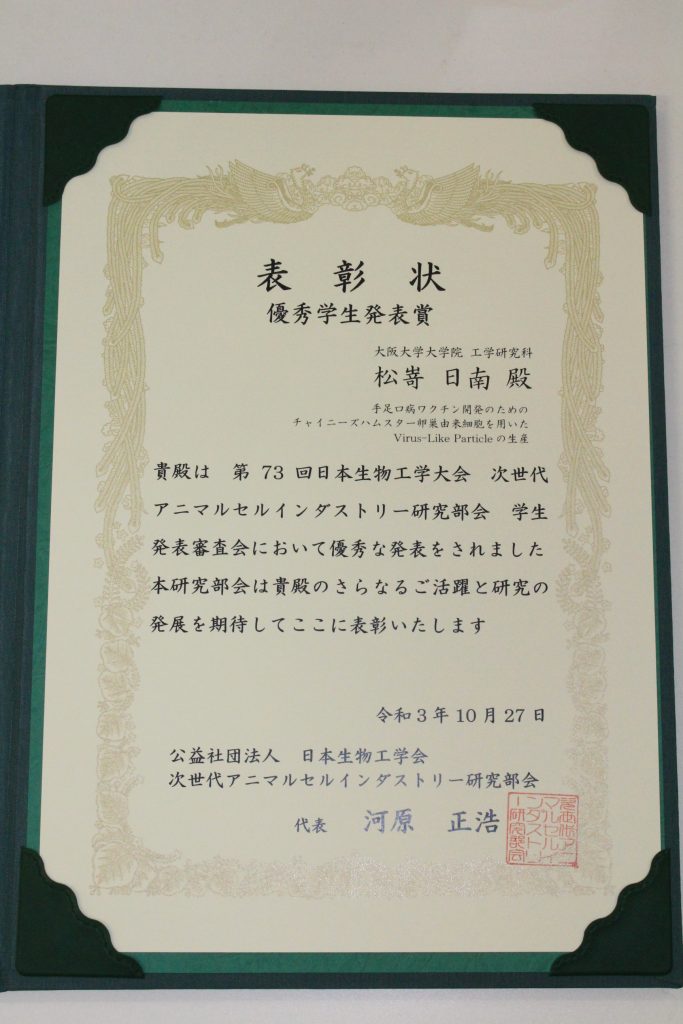 表彰状
優秀学生発表賞
大阪大学大学院 工学研究科
松嵜 日南 殿
手足口病ワクチン開発のための
チャイニーズハムスター卵巣由来細胞を用いた
Virus-Like Particle の生産
貴殿は 第 73 回日本生物工学大会 次世代
アニマルセルインダストリー研究部会 学生
発表審査会において優秀な発表をされました
本研究部会は貴殿のさらなるご活躍と研究の
発展を期待してここに表彰いたします
令和3年10月27日
公益社団法人 日本生物工学会
次世代アニマルセルインダストリー研究部会
代表 河原 正浩